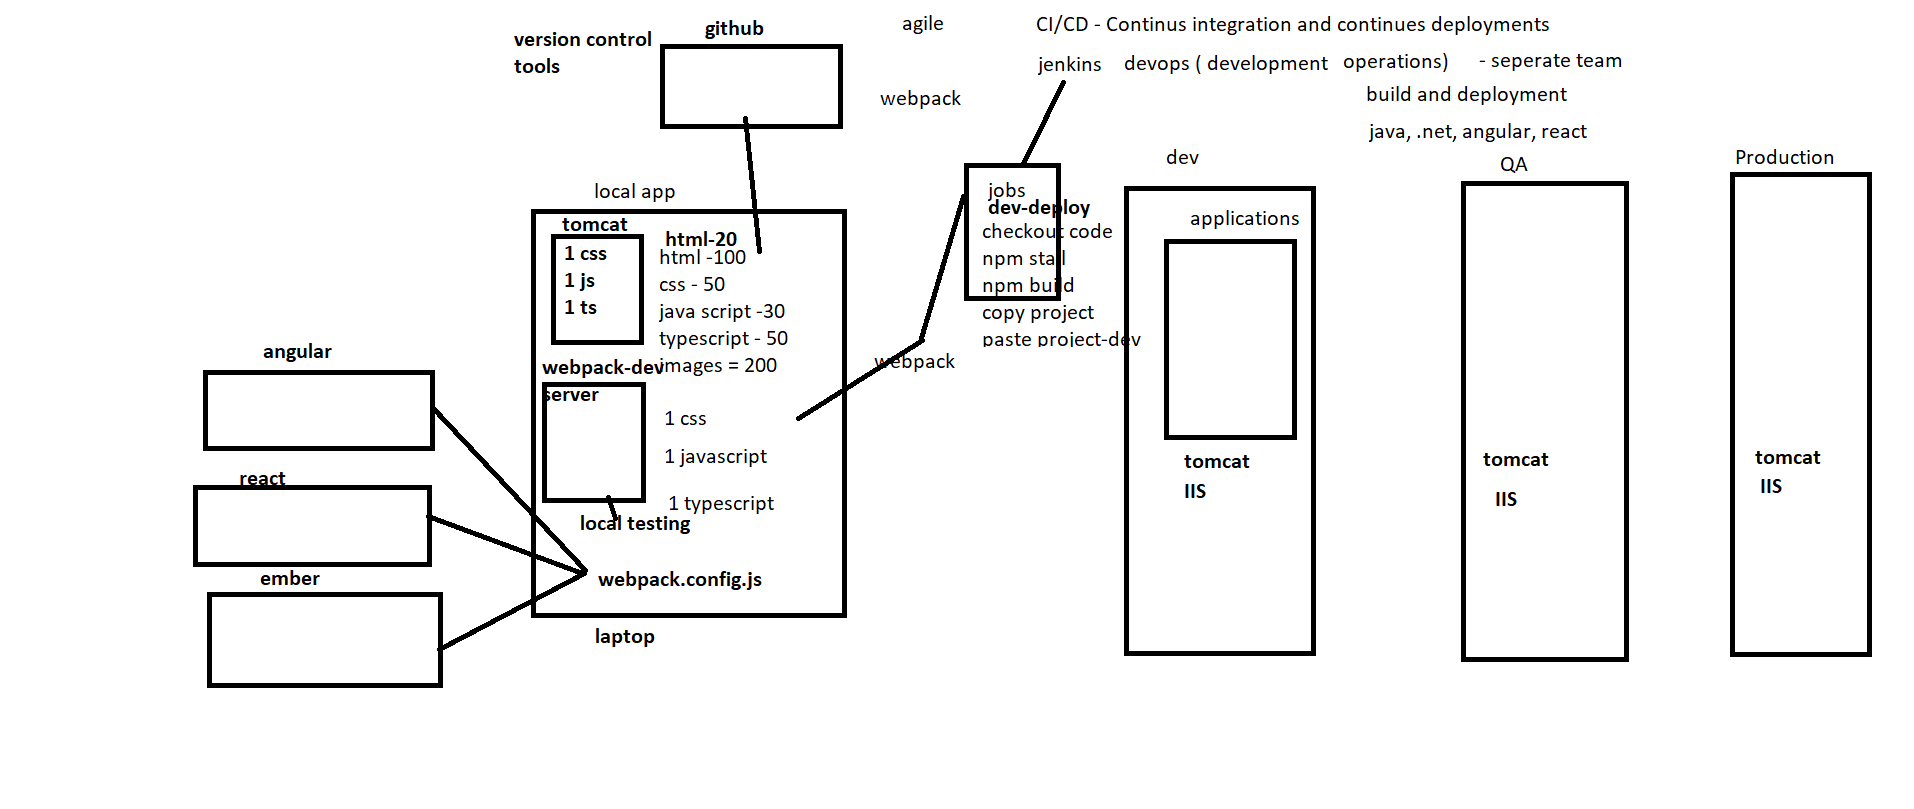 version control
tools
github
agile
CI/CD - Continus integration and continues deployments
jenkins
devops ( development
operations)
- seperate team
webpack
build and deployment
java, .net, angular, react
local app
tomcat
1 css
1 js
1 ts
html-20
html -100
css - 50
java script -30
typescript - 50
images = 200
webpack-dev
server
1 css
1 javascript
1 typescript
local testing
webpack.config.js
laptop
angular
react
ember
webpack
jobs
dev-deploy
checkout code
npm stall
npm build
copy project
paste project-dev
dev
applications
tomcat
IIS
QA
tomcat
IIS
Production
tomcat
IIS